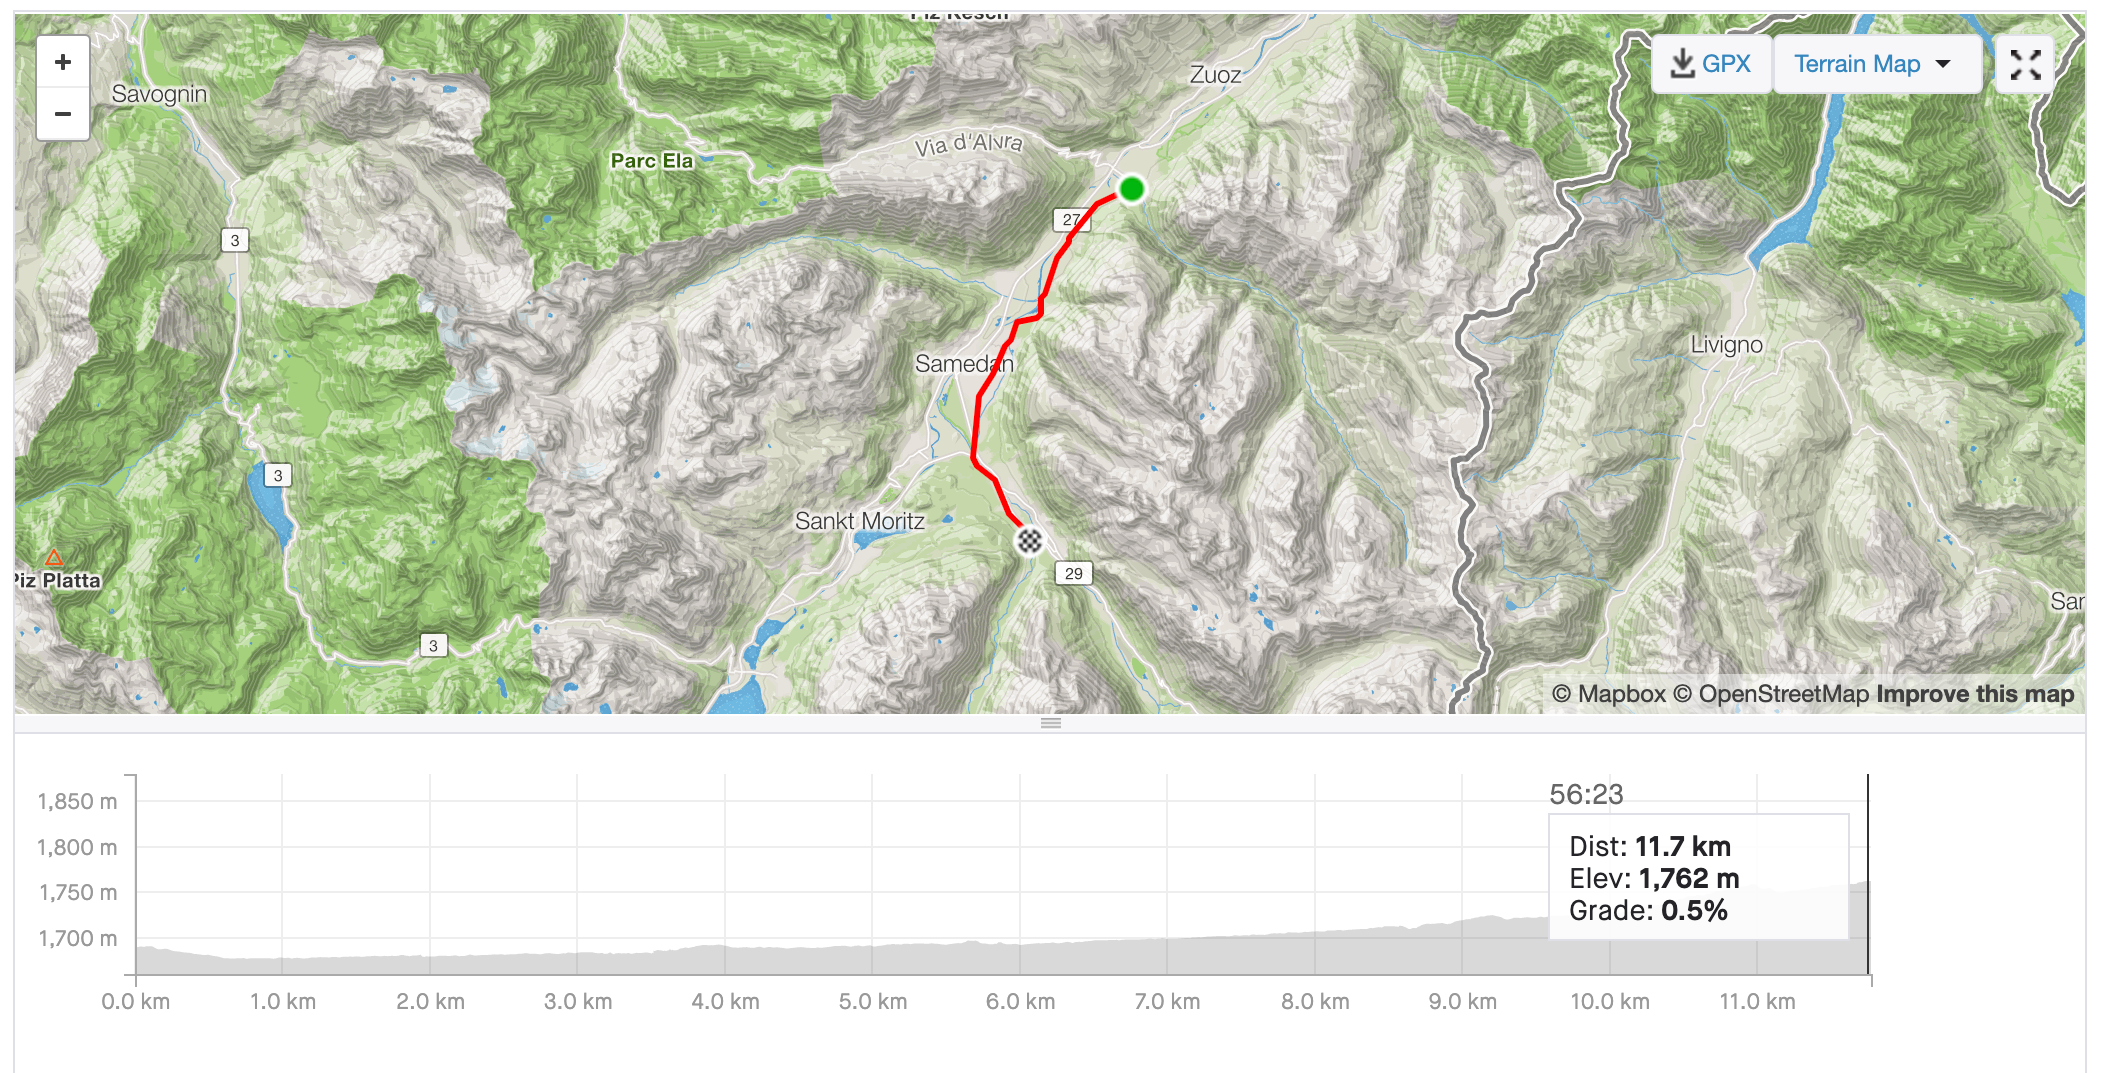 Piz Kesch
+
−
Savognin
Zuoz
GPX
Terrain Map
Via d'Alvra
Parc Ela
27
3
Livigno
Samedan
3
Sankt Moritz
29
Piz Platta
San
3
© Mapbox © OpenStreetMap Improve this map
1,850 m
1,800 m
1,750 m
1,700 m
56:23
Dist: 11.7 km
Elev: 1,762 m
Grade: 0.5%
0.0 km 1.0 km 2.0 km 3.0 km 4.0 km 5.0 km 6.0 km 7.0 km 8.0 km 9.0 km 10.0 km 11.0 km